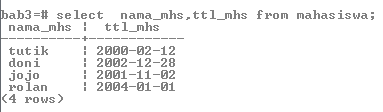 bab3=# select  nama_mhs,ttl_mhs from mahasiswa;
 nama_mhs |  ttl_mhs
----------+------------
 tutik    | 2000-02-12
 doni     | 2002-12-28
 jojo     | 2001-11-02
 rolan    | 2004-01-01
(4 rows)